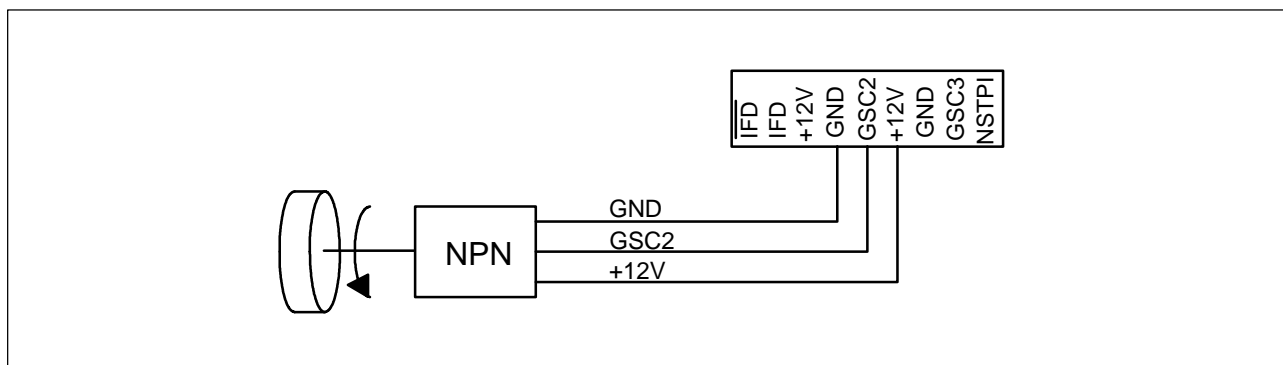 IFD
IFD
+12V
GND
GSC2
+12V
GND
GSC3
NSTPI
GND
GSC2
+12V
NPN